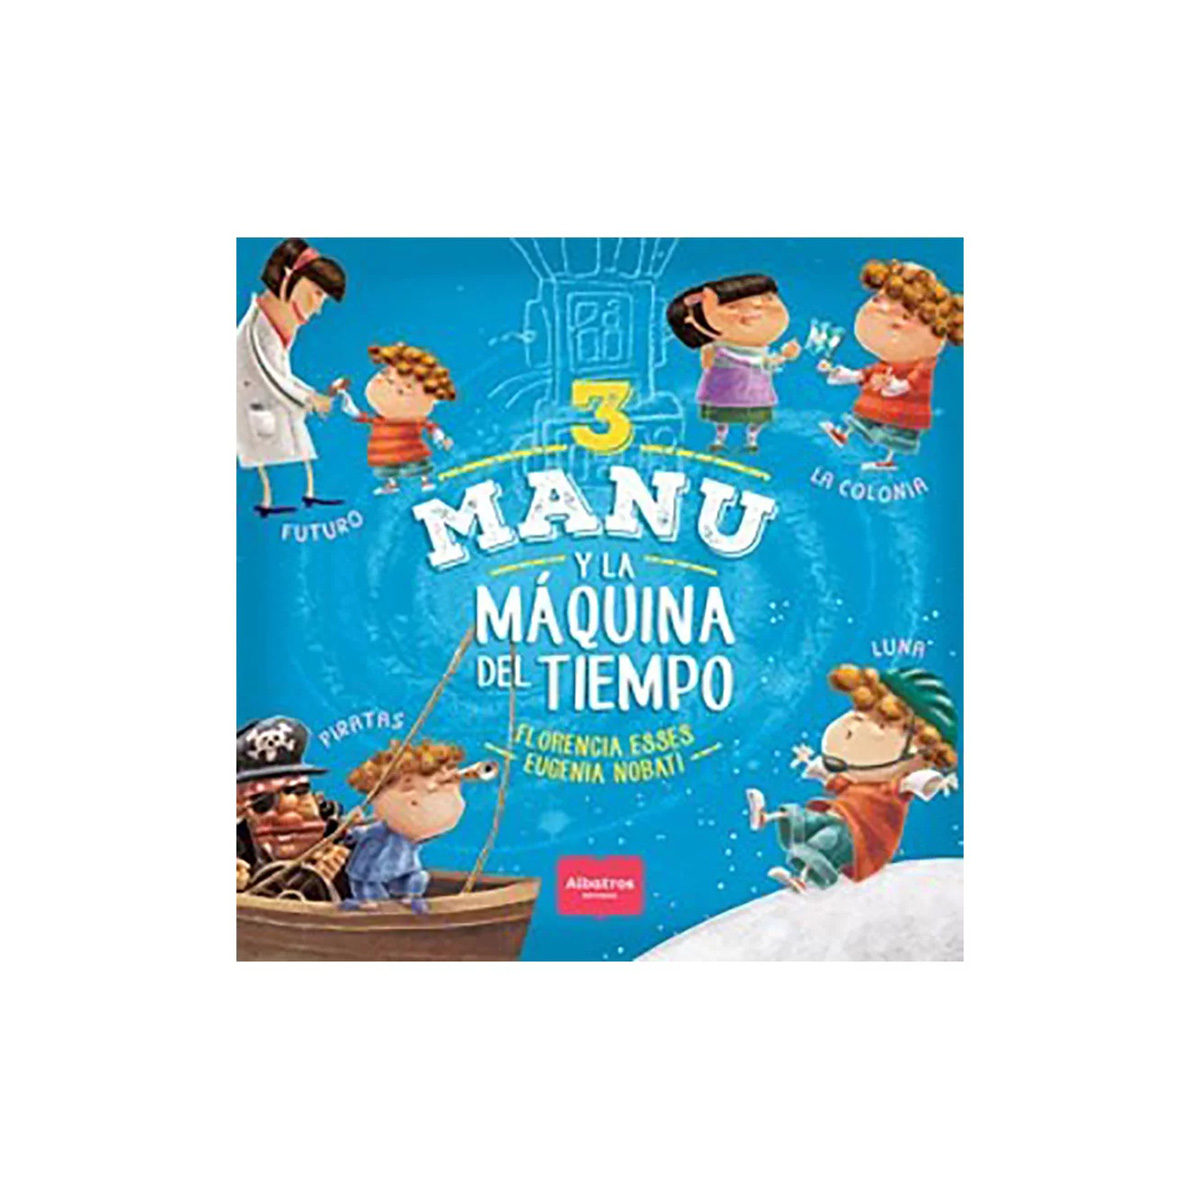 3
MANU
Y LA
MÁQUINA
DEL TIEMPO
FLORENCIA ESSES
EUGENIA NOBATI
FUTURO
LA COLONIA
PIRATAS
LUNA
Albatros